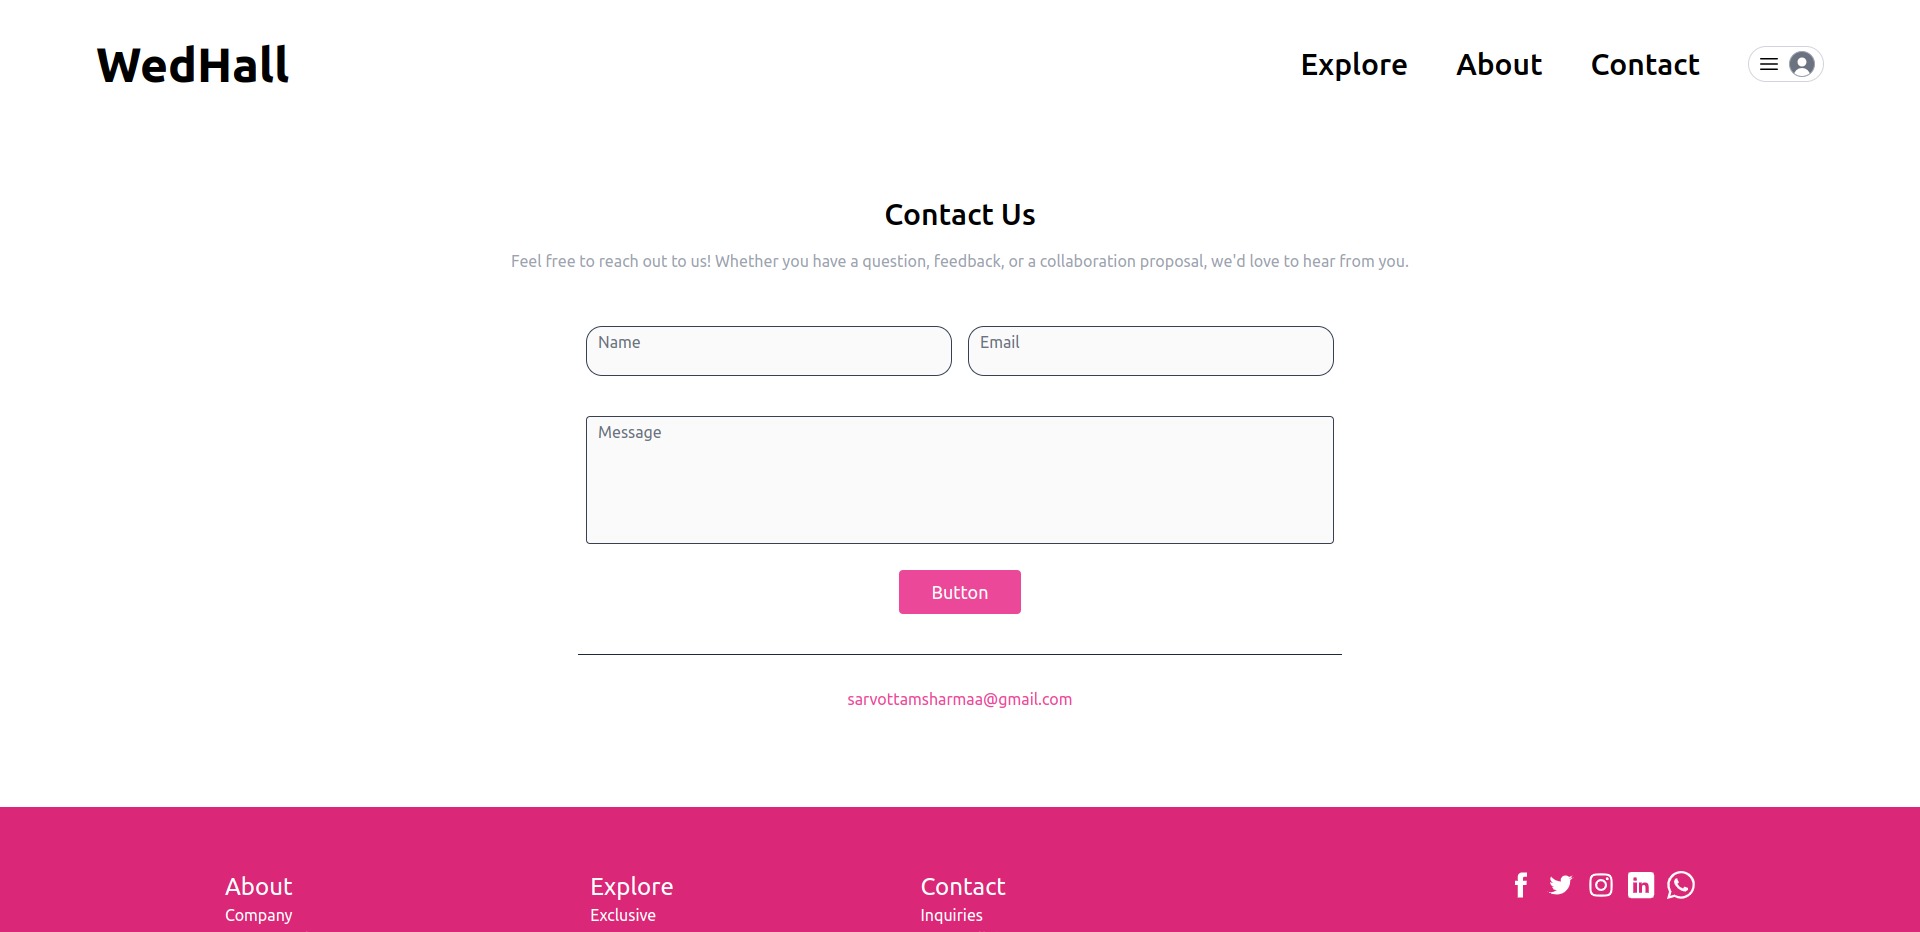 WedHall
Explore About Contact
Contact Us
Feel free to reach out to us! Whether you have a question, feedback, or a collaboration proposal, we'd love to hear from you.
Name Email
Message
Button
sarvottamsharmaa@gmail.com
About Explore Contact
Company Exclusive Inquiries